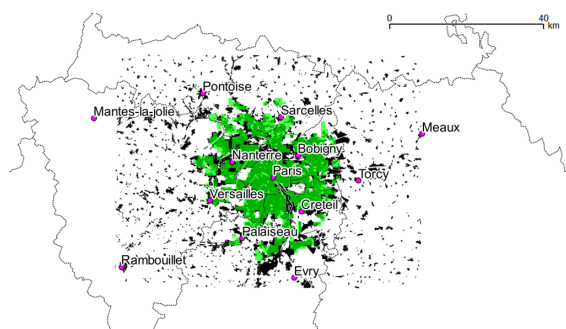 0 40
km
Pontoise
Mantes-la-jolie
Sarcelles
Meaux
Nanterre
Bobigny
Paris
Torcy
Versailles
Creteil
Palaiseau
Rambouillet
Evry